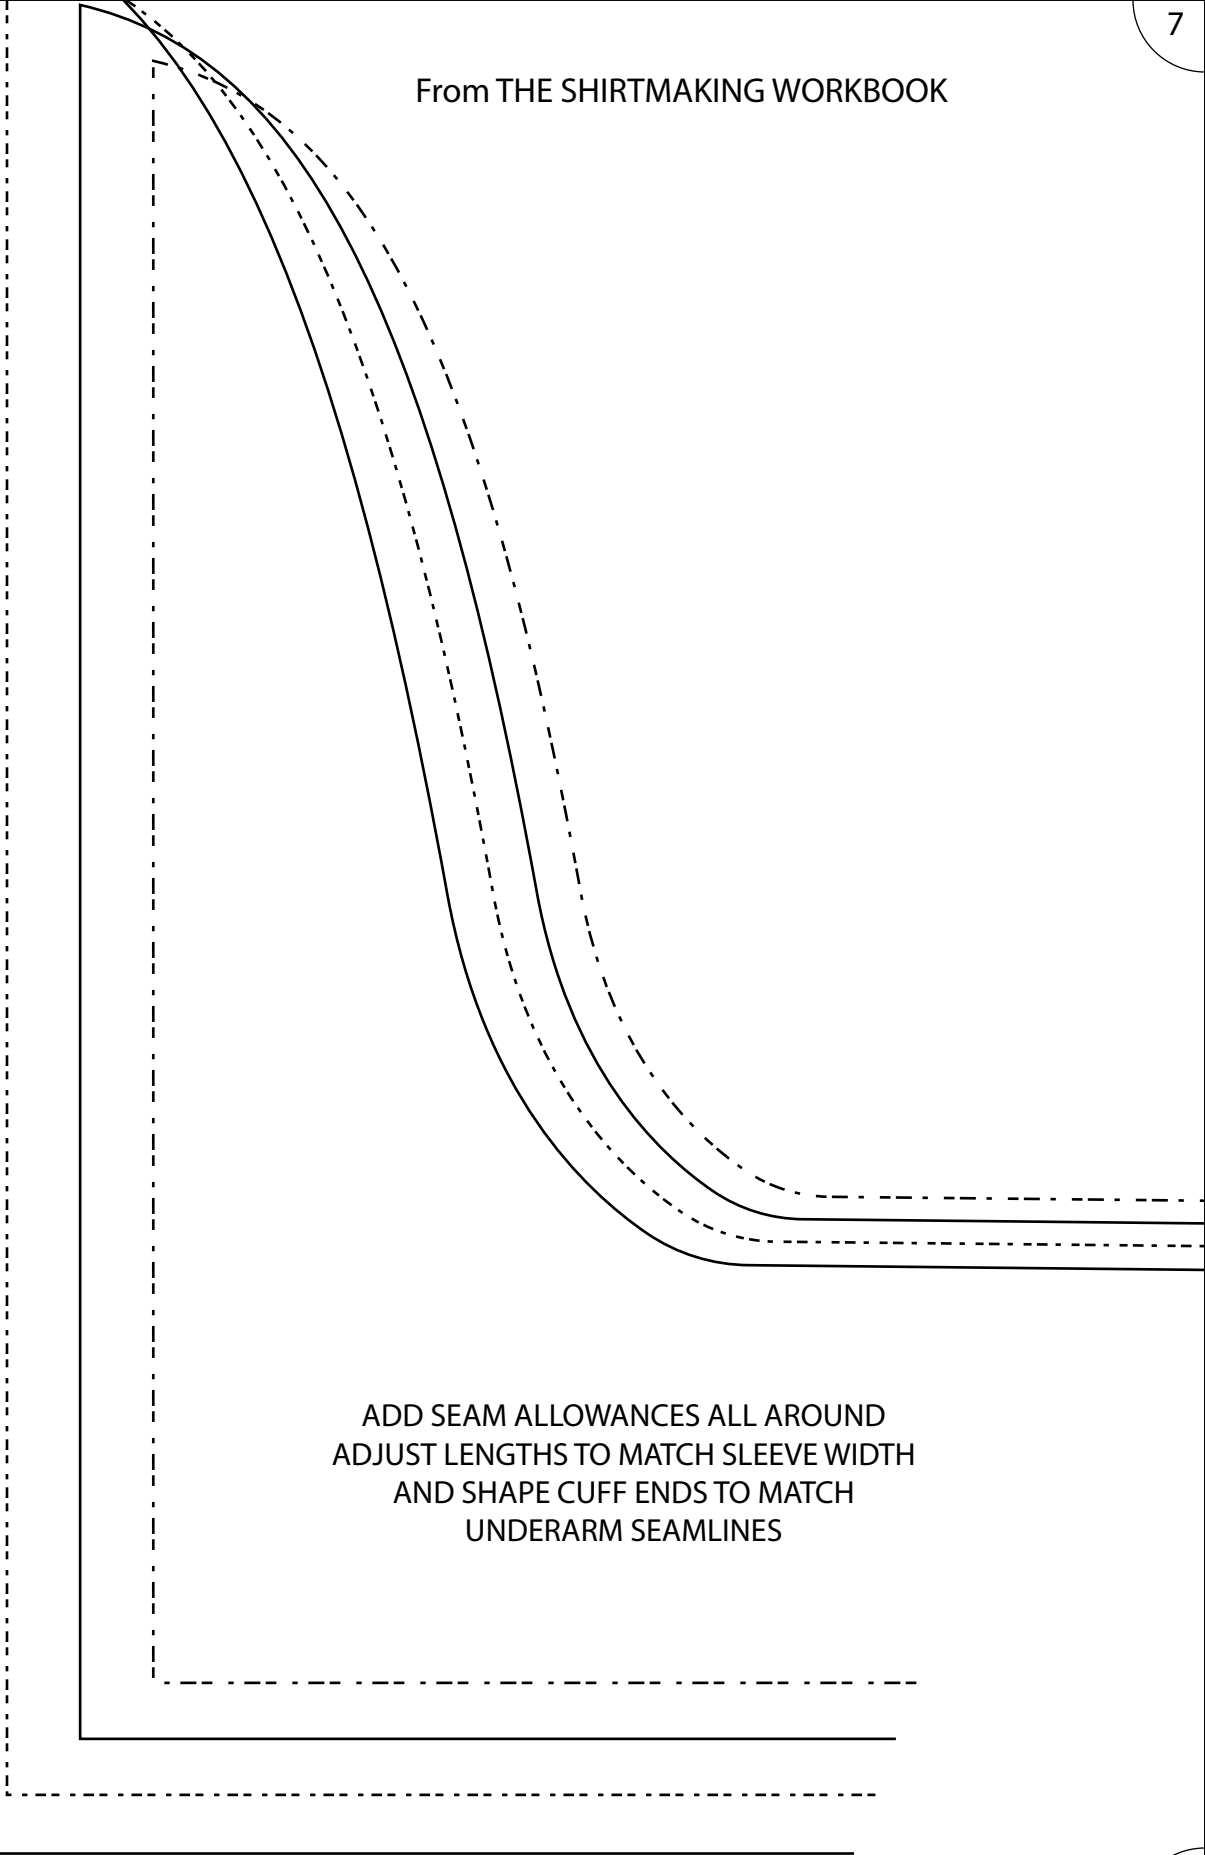 7
From THE SHIRTMAKING WORKBOOK
ADD SEAM ALLOWANCES ALL AROUND
ADJUST LENGTHS TO MATCH SLEEVE WIDTH
AND SHAPE CUFF ENDS TO MATCH
UNDERARM SEAMLINES